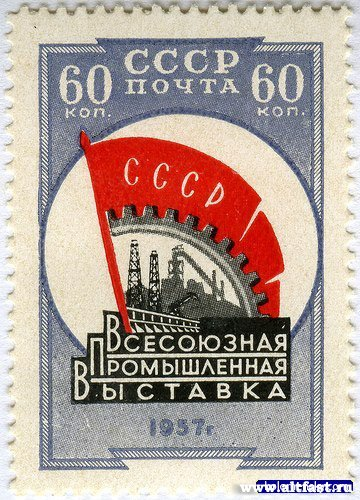 60 СССР 60
КОП. ПОЧТА КОП.
СССР
ВСЕСОЮЗНАЯ
ПРОМЫШЛЕННАЯ
ВЫСТАВКА
1957г.
www.altfast.ru